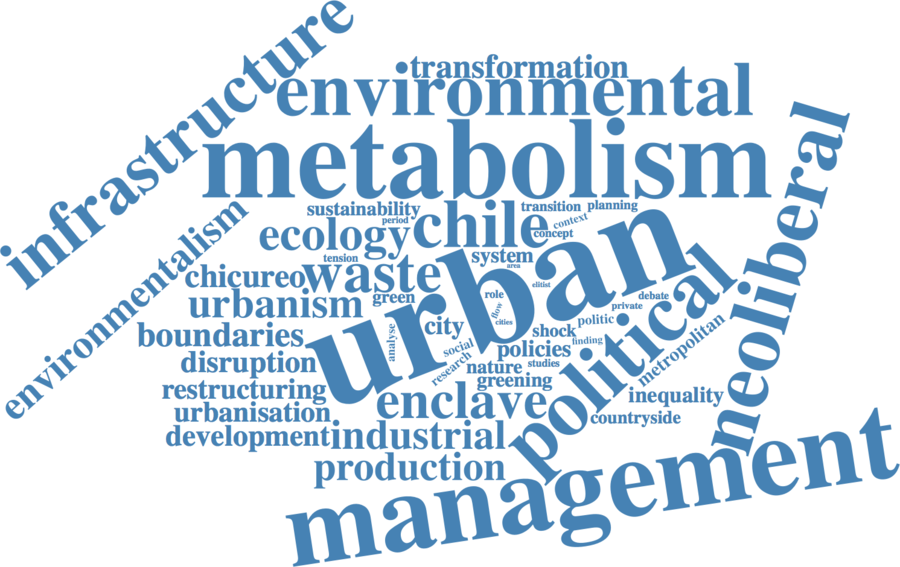 infrastructure
transformation
environmental
metabolism
neoliberal
environmentalism
sustainability
period
transition
planning
ecology
chile
concept
context
tension
system
area
chicureo
waste
urban
elitist
urbanism
green
role
flow
cities
private
debate
boundaries
analyse
city
shock
politic
political
metropolitan
disruption
social
research
policies
finding
nature
studies
restructuring
greening
inequality
urbanisation
enclave
countryside
development
industrial
production
management